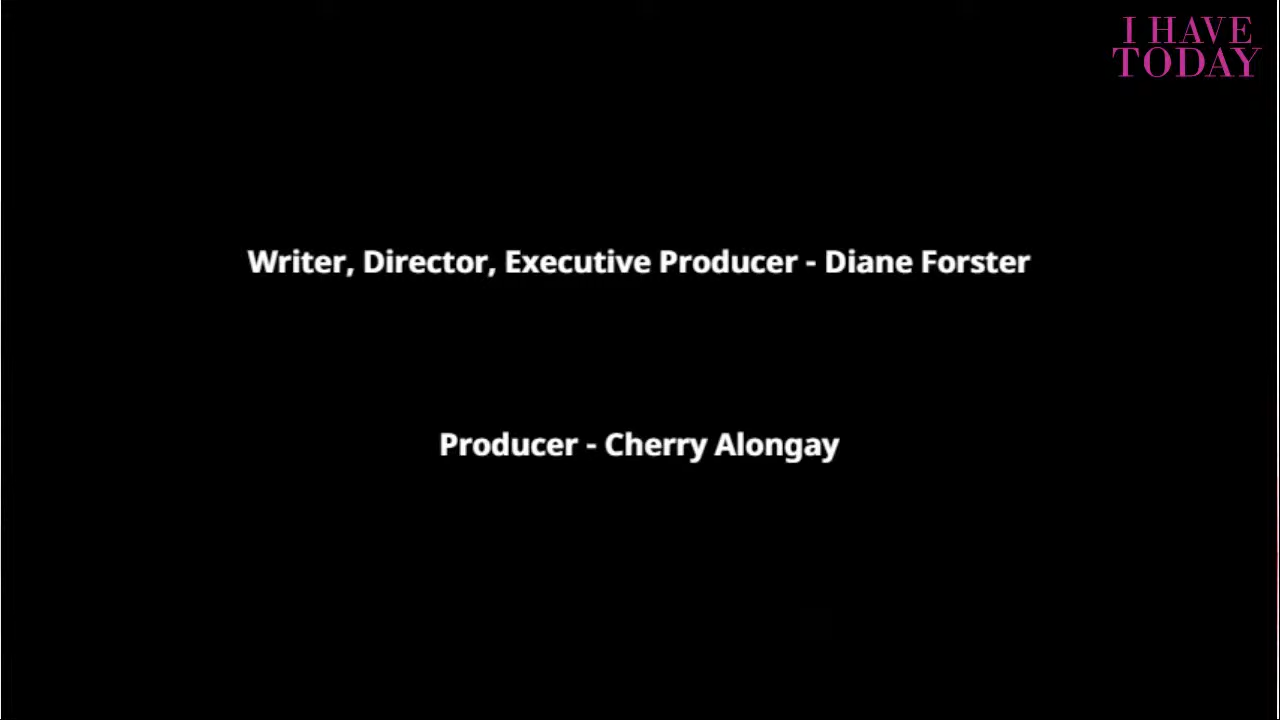 I HAVE
TODAY
Writer, Director, Executive Producer - Diane Forster
Producer - Cherry Alongay